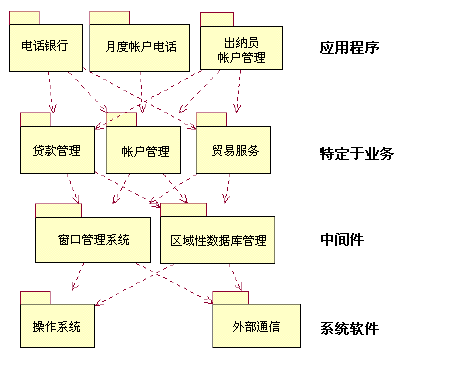 电话银行
月度帐户电话
出纳员
帐户管理
应用程序
贷款管理
帐户管理
贸易服务
特定于业务
窗口管理系统
区域性数据库管理
中间件
操作系统
外部通信
系统软件